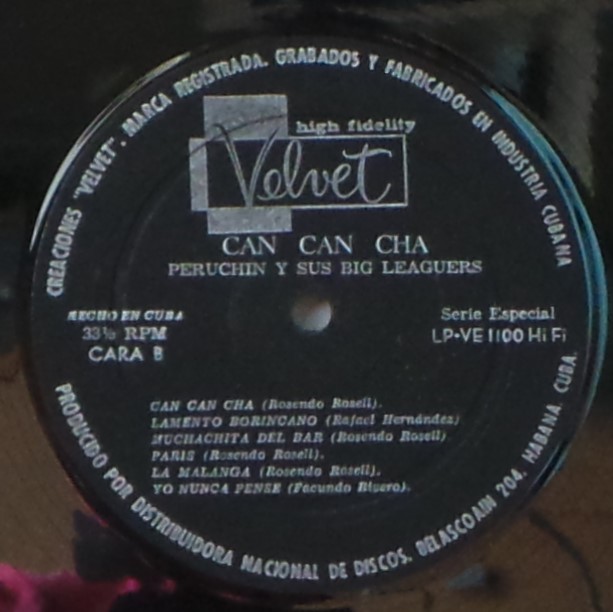 CREACIONES "VELVET". MARCA REGISTRADA. GRABADOS Y FABRICADOS EN INDUSTRIA CUBANA
high fidelity
Velvet
CAN CAN CHA
PERUCHIN Y SUS BIG LEAGUERS
HECHO EN CUBA
33⅓ RPM
CARA B
Serie Especial
LP-VE 1100 Hi Fi
CAN CAN CHA (Rosendo Rosell).
LAMENTO BORINCANO (Rafael Hernández)
MUCHACHITA DEL BAR (Rosendo Rosell)
PARIS (Rosendo Rosell).
LA MALANGA (Rosendo Rosell).
YO NUNCA PENSE (Facundo Rivero).
PRODUCIDO POR DISTRIBUIDORA NACIONAL DE DISCOS. BELASCOAIN 204, HABANA, CUBA.